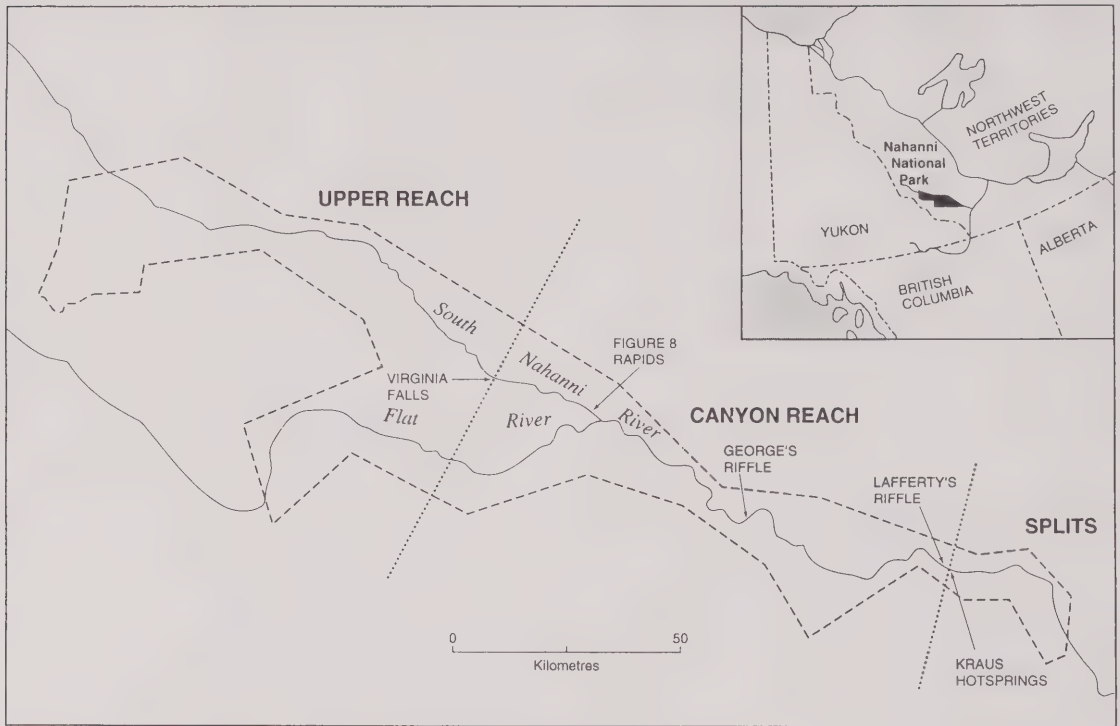 UPPER REACH
South
Nahanni
River
FIGURE 8
RAPIDS
VIRGINIA
FALLS
Flat
River
CANYON REACH
GEORGE'S
RIFFLE
LAFFERTY'S
RIFFLE
SPLITS
KRAUS
HOTSPRINGS
0 50
Kilometres
NORTHWEST
TERRITORIES
Nahanni
National
Park
YUKON
ALBERTA
BRITISH
COLUMBIA